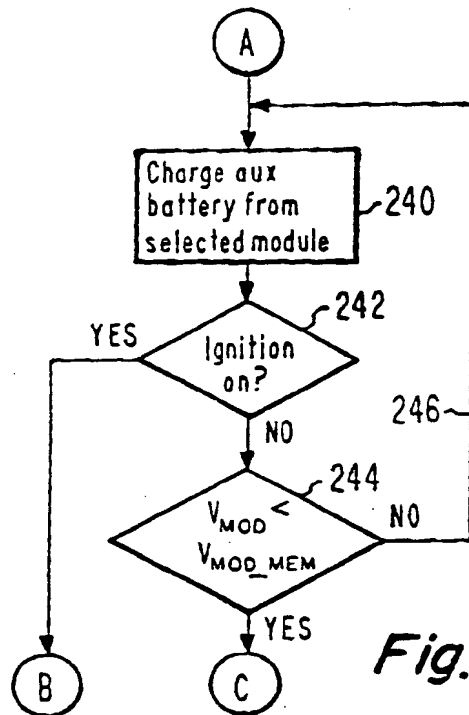 A
Charge aux
battery from
selected module
240
242
YES
Ignition
on?
NO
246
244
V_MOD <
V_MOD_MEM
NO
YES
B
C
Fig.